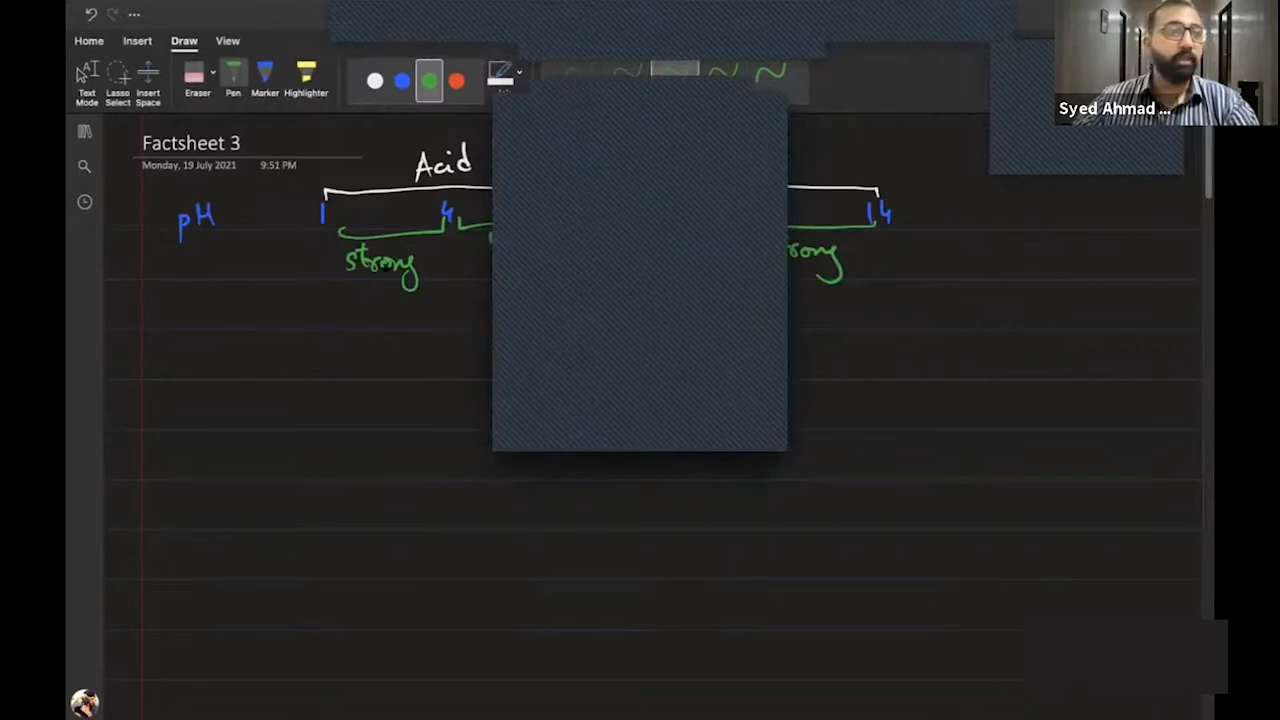 Home Insert Draw View
Text Mode
Lasso Select
Insert Space
Eraser
Pen
Marker
Highlighter
Syed Ahmad ...
Factsheet 3
Monday, 19 July 2021 9:51 PM
Acid
pH 1 4 14
strong rong